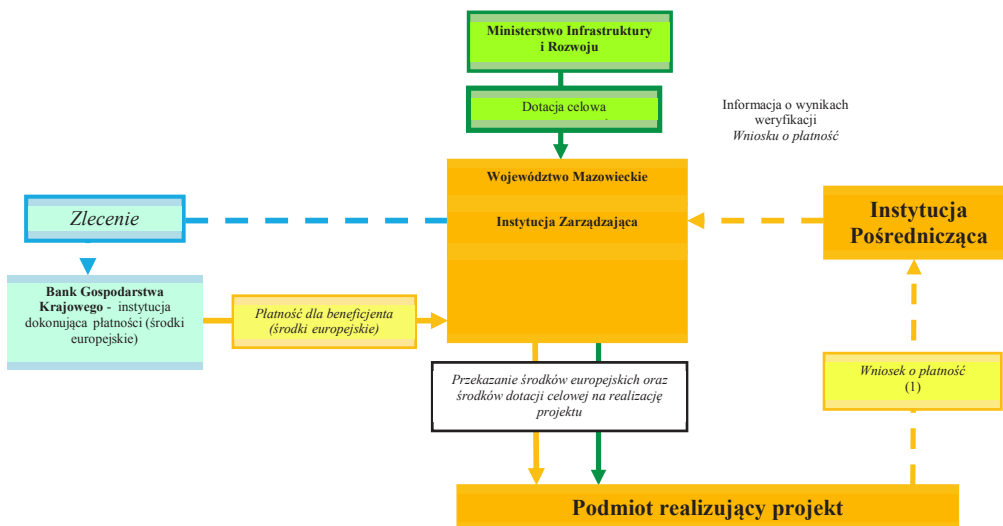 Ministerstwo Infrastruktury
i Rozwoju
Dotacja celowa
Informacja o wynikach
weryfikacji
Wniosku o płatność
Województwo Mazowieckie
Instytucja Zarządzająca
Zlecenie
Instytucja
Pośrednicząca
Bank Gospodarstwa
Krajowego - instytucja
dokonująca płatności (środki
europejskie)
Płatność dla beneficjenta
(środki europejskie)
Wniosek o płatność
(1)
Przekazanie środków europejskich oraz
środków dotacji celowej na realizację
projektu
Podmiot realizujący projekt